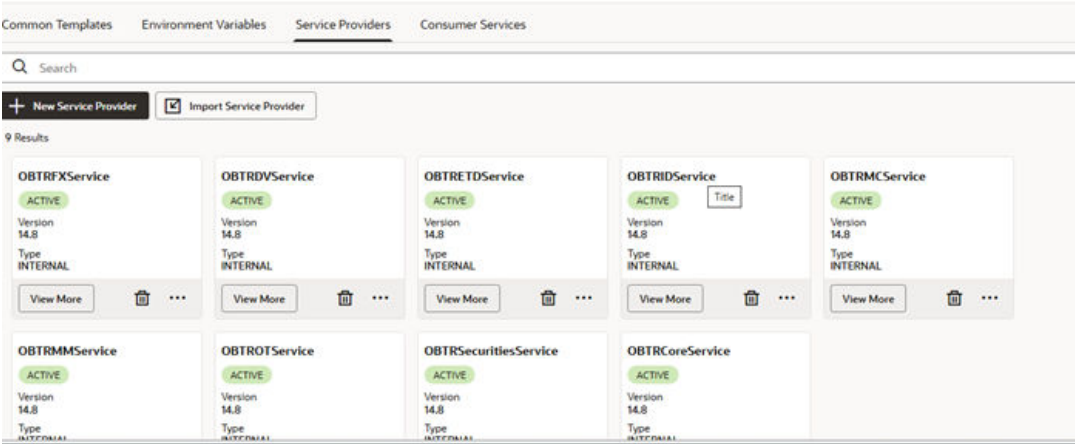 Common Templates Environment Variables Service Providers Consumer Services
Search
New Service Provider Import Service Provider
9 Results
OBTRFXService OBTRDVService OBTRETDService OBTRIDService OBTRMCService
ACTIVE ACTIVE ACTIVE ACTIVE Title ACTIVE
Version Version Version Version Version
14.8 14.8 14.8 14.8 14.8
Type Type Type Type Type
INTERNAL INTERNAL INTERNAL INTERNAL INTERNAL
View More View More View More View More View More
OBTRMMService OBTROTService OBTRSecuritiesService OBTRCoreService
ACTIVE ACTIVE ACTIVE ACTIVE
Version Version Version Version
14.8 14.8 14.8 14.8
Type Type Type Type
INTERNAL INTERNAL INTERNAL INTERNAL